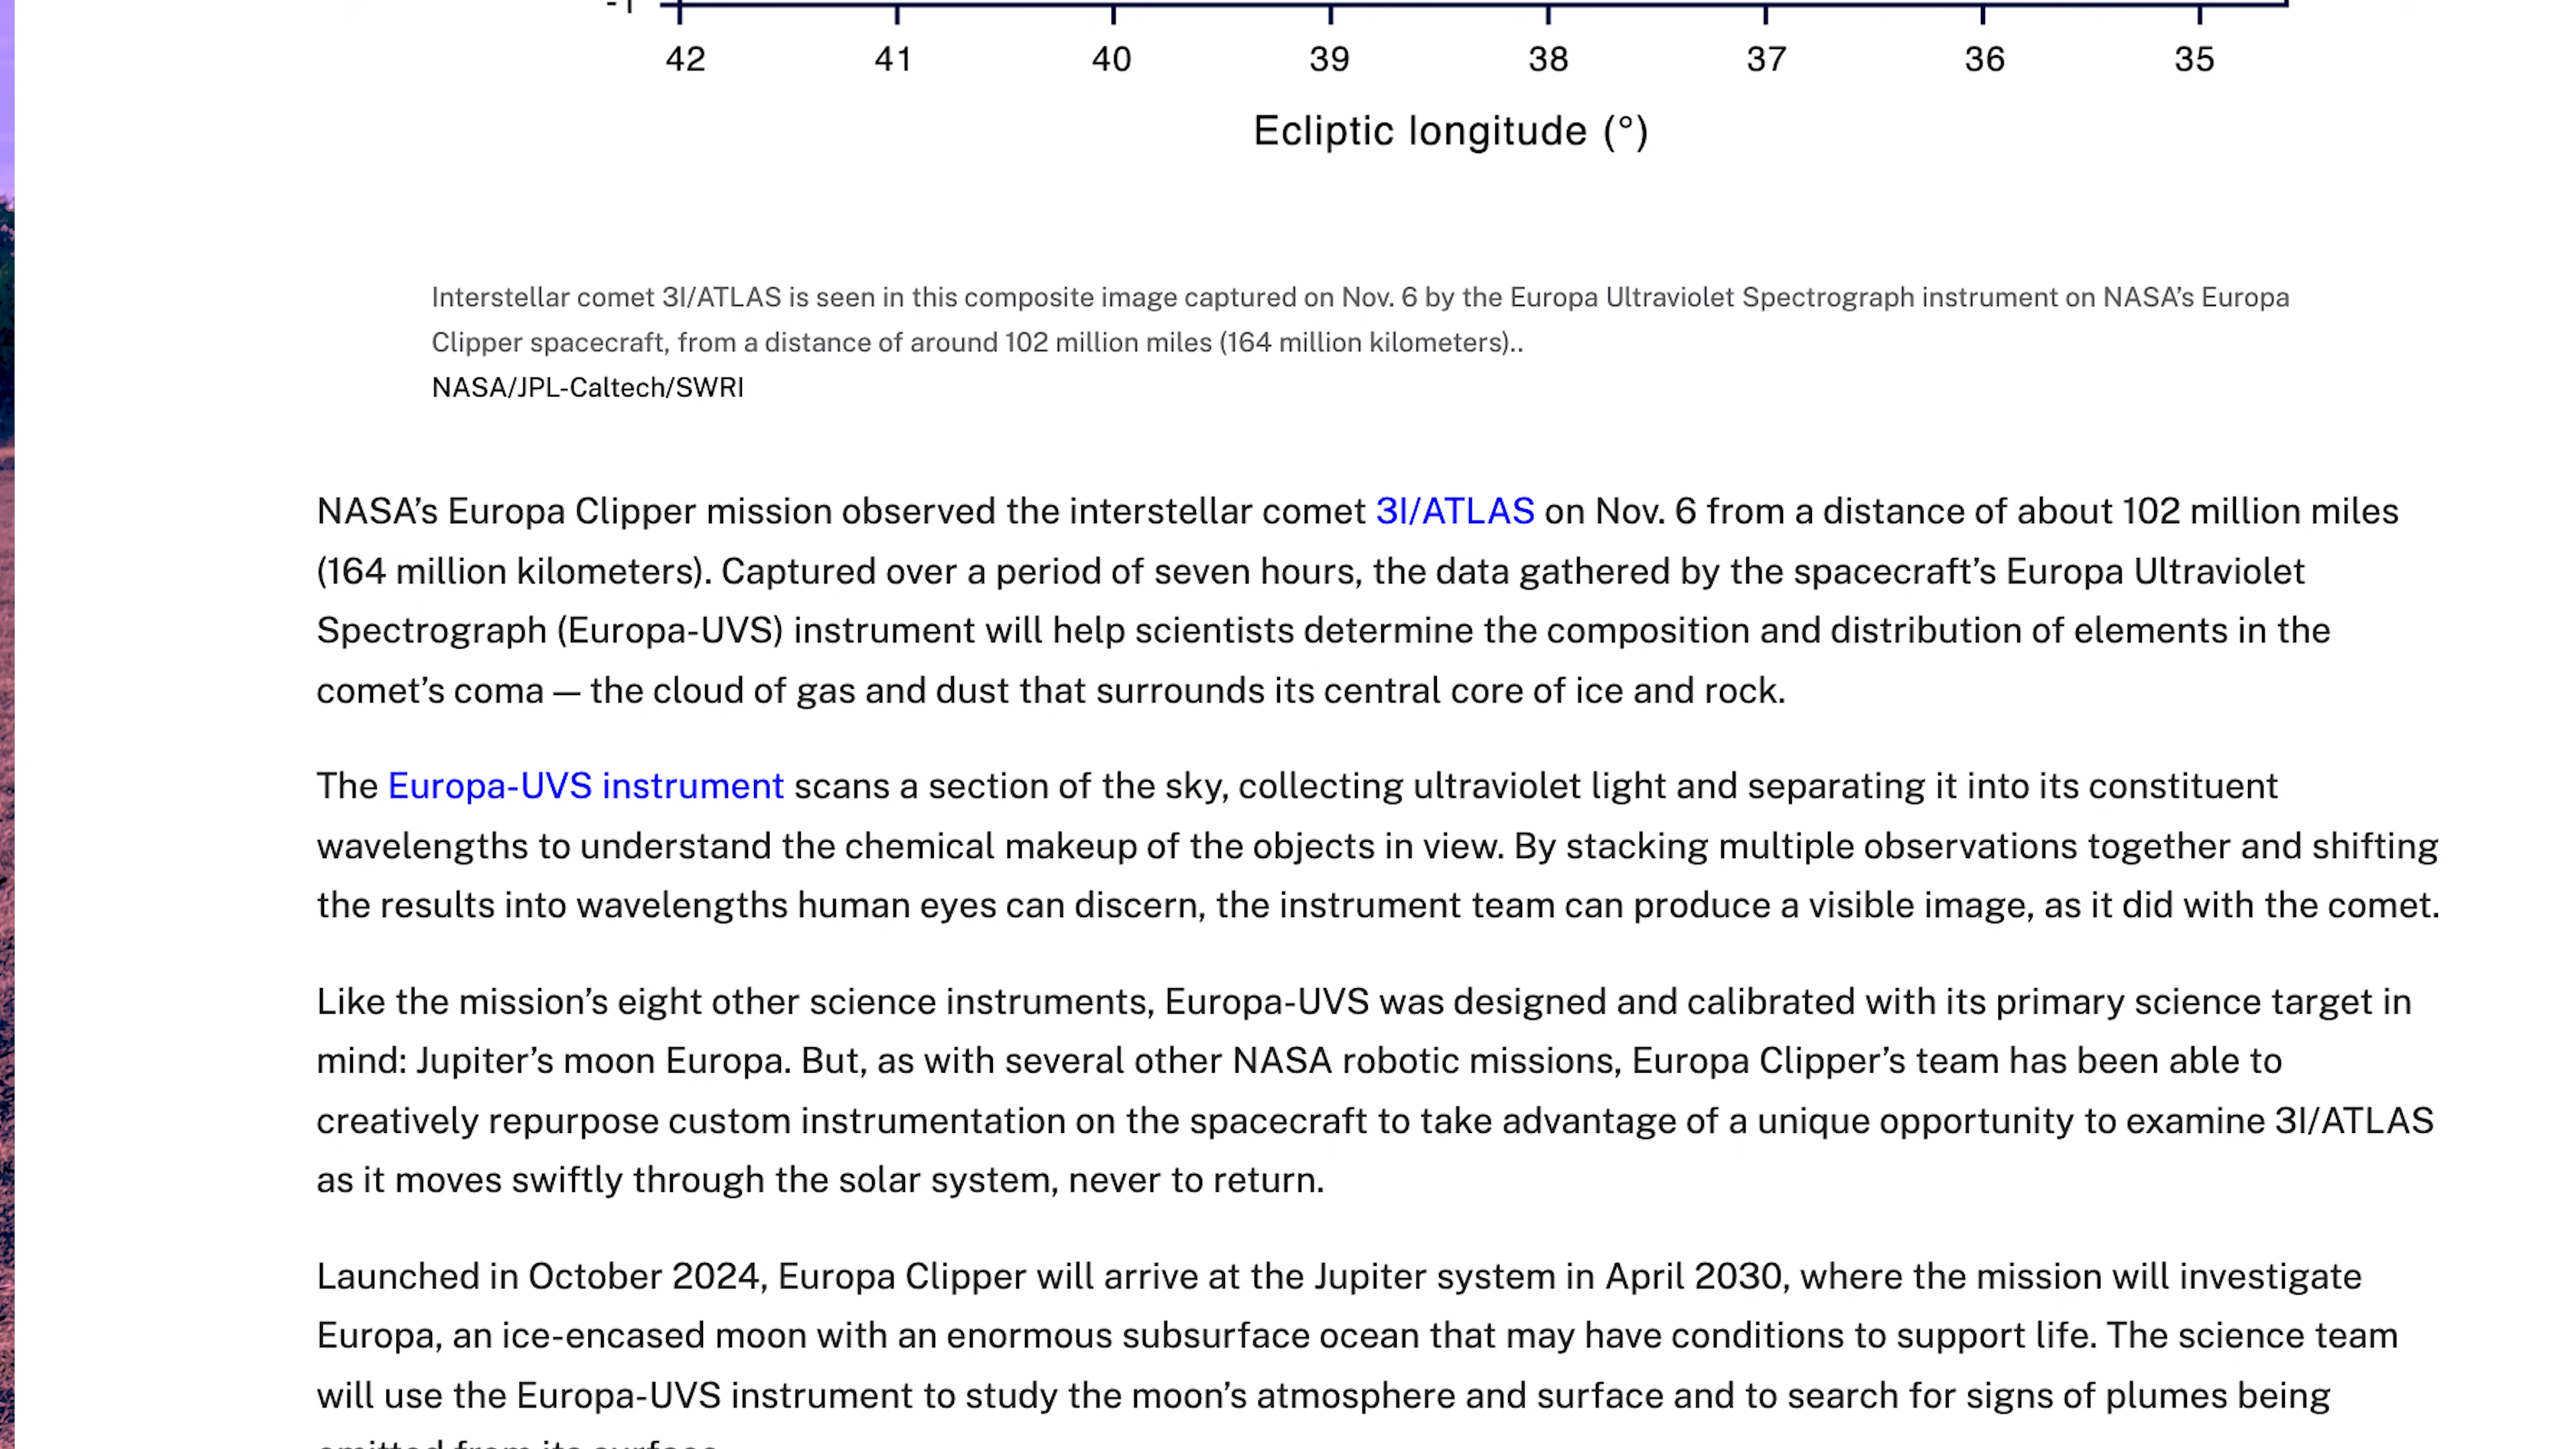 -1
42 41 40 39 38 37 36 35
Ecliptic longitude (°)
Interstellar comet 3I/ATLAS is seen in this composite image captured on Nov. 6 by the Europa Ultraviolet Spectrograph instrument on NASA’s Europa
Clipper spacecraft, from a distance of around 102 million miles (164 million kilometers)..
NASA/JPL-Caltech/SWRI
NASA’s Europa Clipper mission observed the interstellar comet 3I/ATLAS on Nov. 6 from a distance of about 102 million miles
(164 million kilometers). Captured over a period of seven hours, the data gathered by the spacecraft’s Europa Ultraviolet
Spectrograph (Europa-UVS) instrument will help scientists determine the composition and distribution of elements in the
comet’s coma — the cloud of gas and dust that surrounds its central core of ice and rock.
The Europa-UVS instrument scans a section of the sky, collecting ultraviolet light and separating it into its constituent
wavelengths to understand the chemical makeup of the objects in view. By stacking multiple observations together and shifting
the results into wavelengths human eyes can discern, the instrument team can produce a visible image, as it did with the comet.
Like the mission’s eight other science instruments, Europa-UVS was designed and calibrated with its primary science target in
mind: Jupiter’s moon Europa. But, as with several other NASA robotic missions, Europa Clipper’s team has been able to
creatively repurpose custom instrumentation on the spacecraft to take advantage of a unique opportunity to examine 3I/ATLAS
as it moves swiftly through the solar system, never to return.
Launched in October 2024, Europa Clipper will arrive at the Jupiter system in April 2030, where the mission will investigate
Europa, an ice-encased moon with an enormous subsurface ocean that may have conditions to support life. The science team
will use the Europa-UVS instrument to study the moon’s atmosphere and surface and to search for signs of plumes being
emitted from its surface